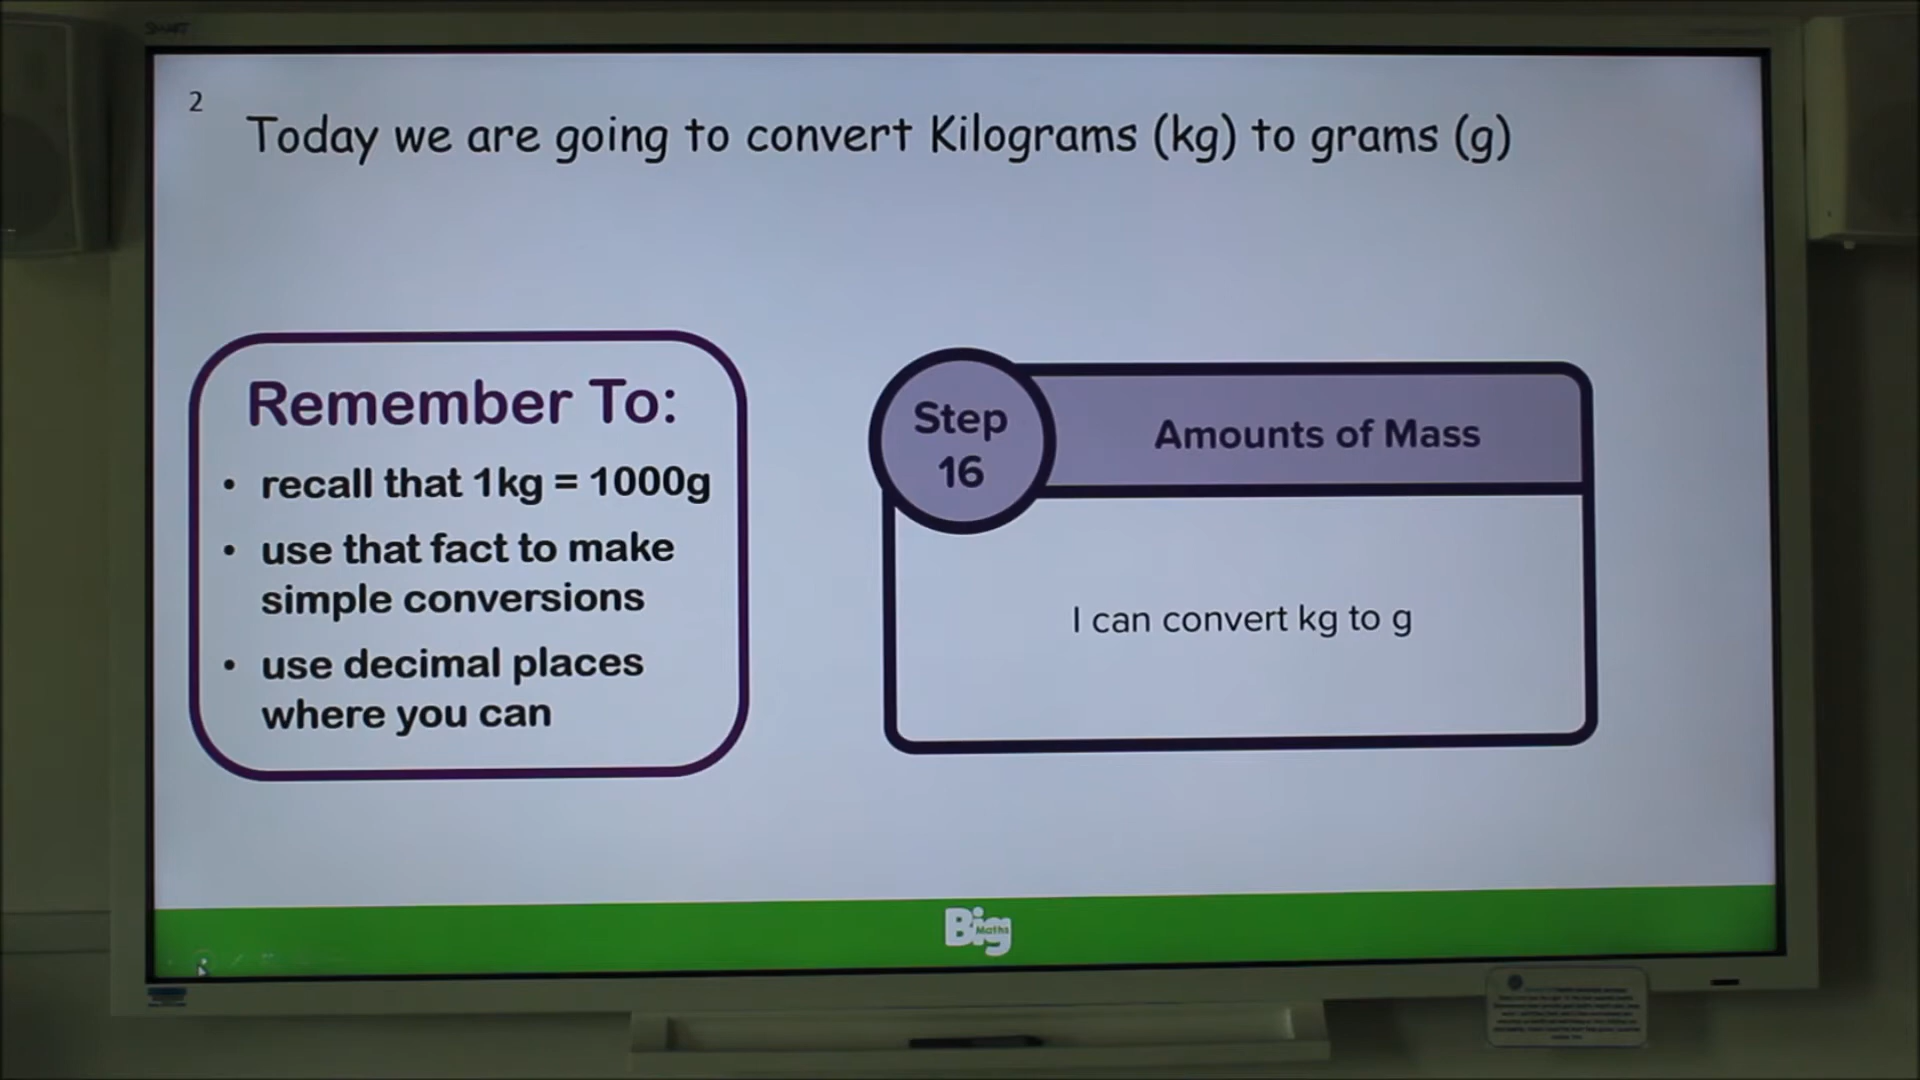 SMART
2
Today we are going to convert Kilograms (kg) to grams (g)
Remember To:
• recall that 1kg = 1000g
• use that fact to make
simple conversions
• use decimal places
where you can
Step
16
Amounts of Mass
I can convert kg to g
Big
Maths